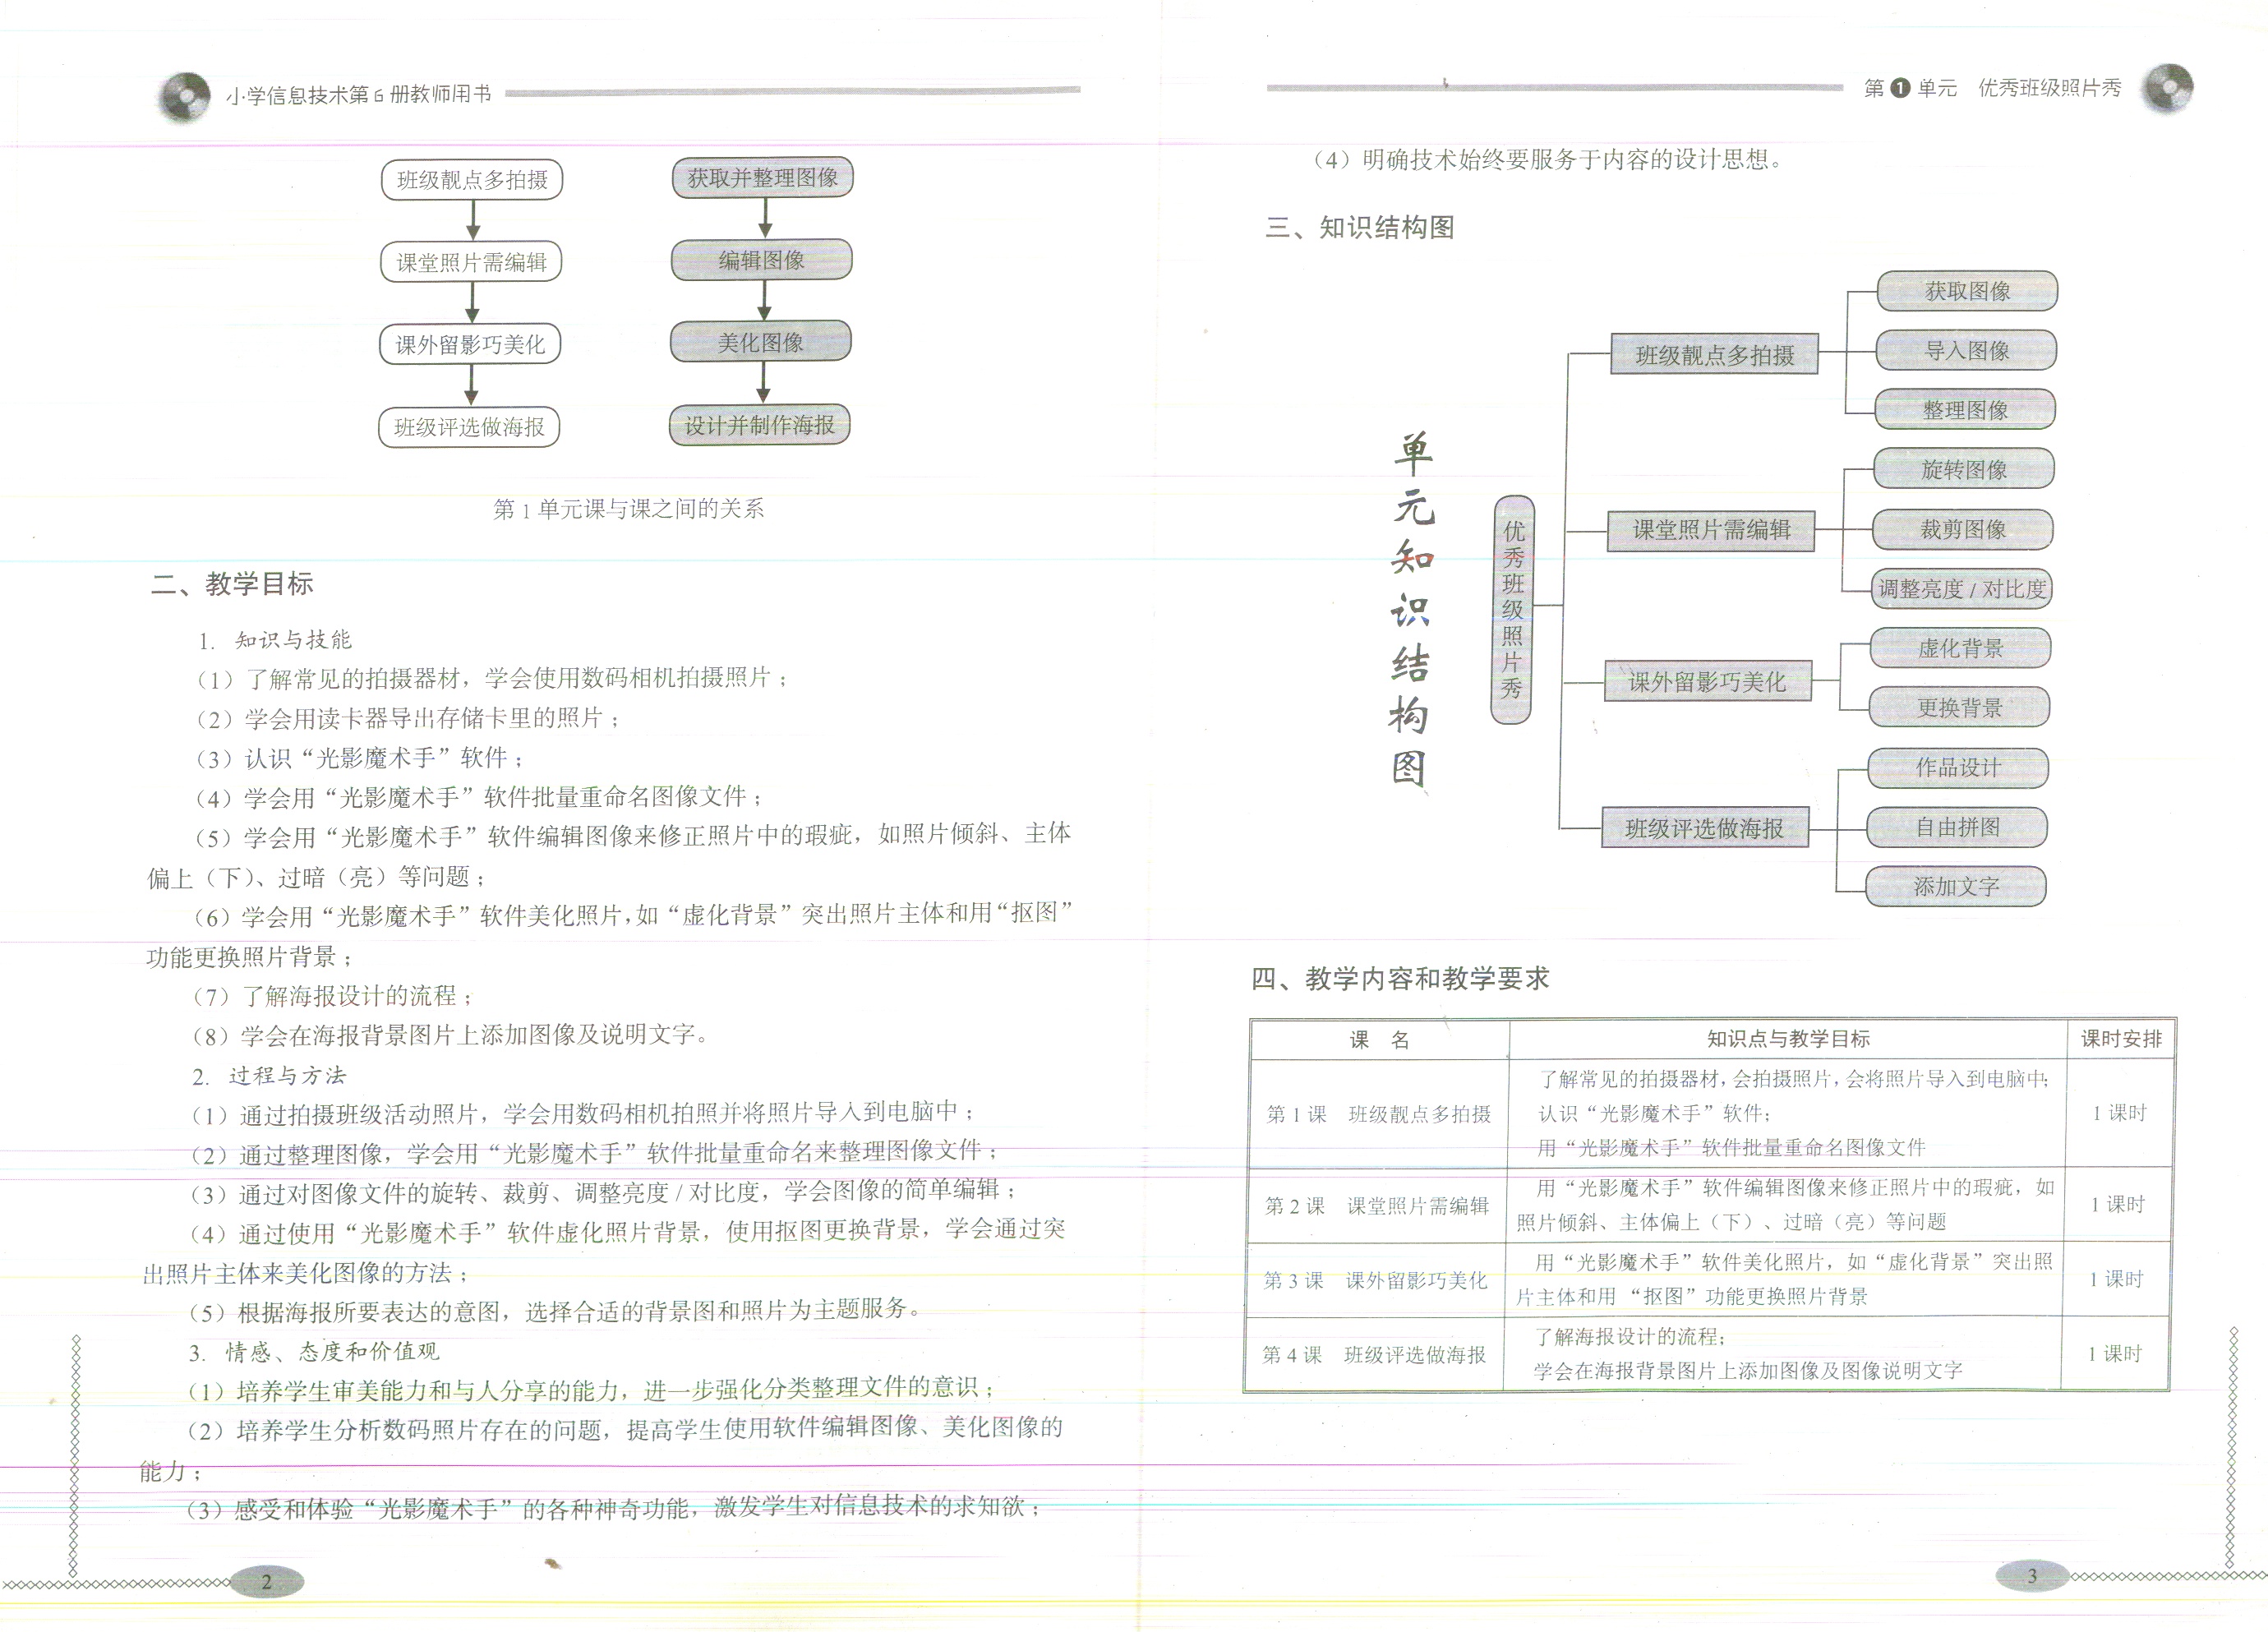 小学信息技术第6册教师用书
班级靓点多拍摄
课堂照片需编辑
课外留影巧美化
班级评选做海报
获取并整理图像
编辑图像
美化图像
设计并制作海报
第1单元课与课之间的关系
二、教学目标
1. 知识与技能
（1）了解常见的拍摄器材，学会使用数码相机拍摄照片；
（2）学会用读卡器导出存储卡里的照片；
（3）认识“光影魔术手”软件；
（4）学会用“光影魔术手”软件批量重命名图像文件；
（5）学会用“光影魔术手”软件编辑图像来修正照片中的瑕疵，如照片倾斜、主体
偏上（下）、过暗（亮）等问题；
（6）学会用“光影魔术手”软件美化照片，如“虚化背景”突出照片主体和用“抠图”
功能更换照片背景；
（7）了解海报设计的流程；
（8）学会在海报背景图片上添加图像及说明文字。
2. 过程与方法
（1）通过拍摄班级活动照片，学会用数码相机拍照并将照片导入到电脑中；
（2）通过整理图像，学会用“光影魔术手”软件批量重命名来整理图像文件；
（3）通过对图像文件的旋转、裁剪、调整亮度/对比度，学会图像的简单编辑；
（4）通过使用“光影魔术手”软件虚化照片背景，使用抠图更换背景，学会通过突
出照片主体来美化图像的方法；
（5）根据海报所要表达的意图，选择合适的背景图和照片为主题服务。
3. 情感、态度和价值观
（1）培养学生审美能力和与人分享的能力，进一步强化分类整理文件的意识；
（2）培养学生分析数码照片存在的问题，提高学生使用软件编辑图像、美化图像的
能力；
（3）感受和体验“光影魔术手”的各种神奇功能，激发学生对信息技术的求知欲；
2
第1单元 优秀班级照片秀
（4）明确技术始终要服务于内容的设计思想。
三、知识结构图
单元知识结构图
优秀班级照片秀
班级靓点多拍摄
获取图像
导入图像
整理图像
课堂照片需编辑
旋转图像
裁剪图像
调整亮度/对比度
课外留影巧美化
虚化背景
更换背景
班级评选做海报
作品设计
自由拼图
添加文字
四、教学内容和教学要求
课 名 知识点与教学目标 课时安排
第1课 班级靓点多拍摄
了解常见的拍摄器材，会拍摄照片，会将照片导入到电脑中；
认识“光影魔术手”软件；
用“光影魔术手”软件批量重命名图像文件
1课时
第2课 课堂照片需编辑
用“光影魔术手”软件编辑图像来修正照片中的瑕疵，如
照片倾斜、主体偏上（下）、过暗（亮）等问题
1课时
第3课 课外留影巧美化
用“光影魔术手”软件美化照片，如“虚化背景”突出照
片主体和用“抠图”功能更换照片背景
1课时
第4课 班级评选做海报
了解海报设计的流程；
学会在海报背景图片上添加图像及图像说明文字
1课时
3